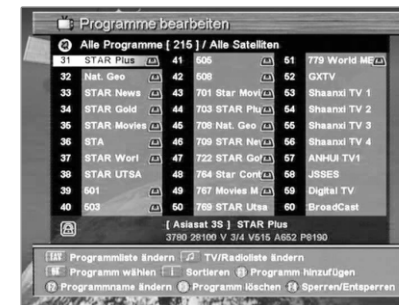 Programme bearbeiten
Alle Programme [ 215 ] / Alle Satelliten
31 STAR Plus 41 505 51 779 World ME
32 Nat. Geo 42 508 52 GXTV
33 STAR News 43 701 Star Movi 53 Shaanxi TV 1
34 STAR Gold 44 703 STAR Plu 54 Shaanxi TV 2
35 STAR Movies 45 708 Nat. Geo 55 Shaanxi TV 3
36 STA 46 709 STAR Ne 56 Shaanxi TV 4
37 STAR Worl 47 722 STAR Go 57 ANHUI TV1
38 STAR UTSA 48 764 Star Cont 58 JSSES
39 501 49 767 Movies M 59 Digital TV
40 503 50 769 STAR Utsa 60 BroadCast
[ Asiasat 3S ] STAR Plus
3780 28100 V 3/4 V515 A652 P8190
Programmliste ändern TV/Radioliste ändern
Programm wählen Sortieren Programm hinzufügen
Programmname ändern Programm löschen Sperren/Entsperren